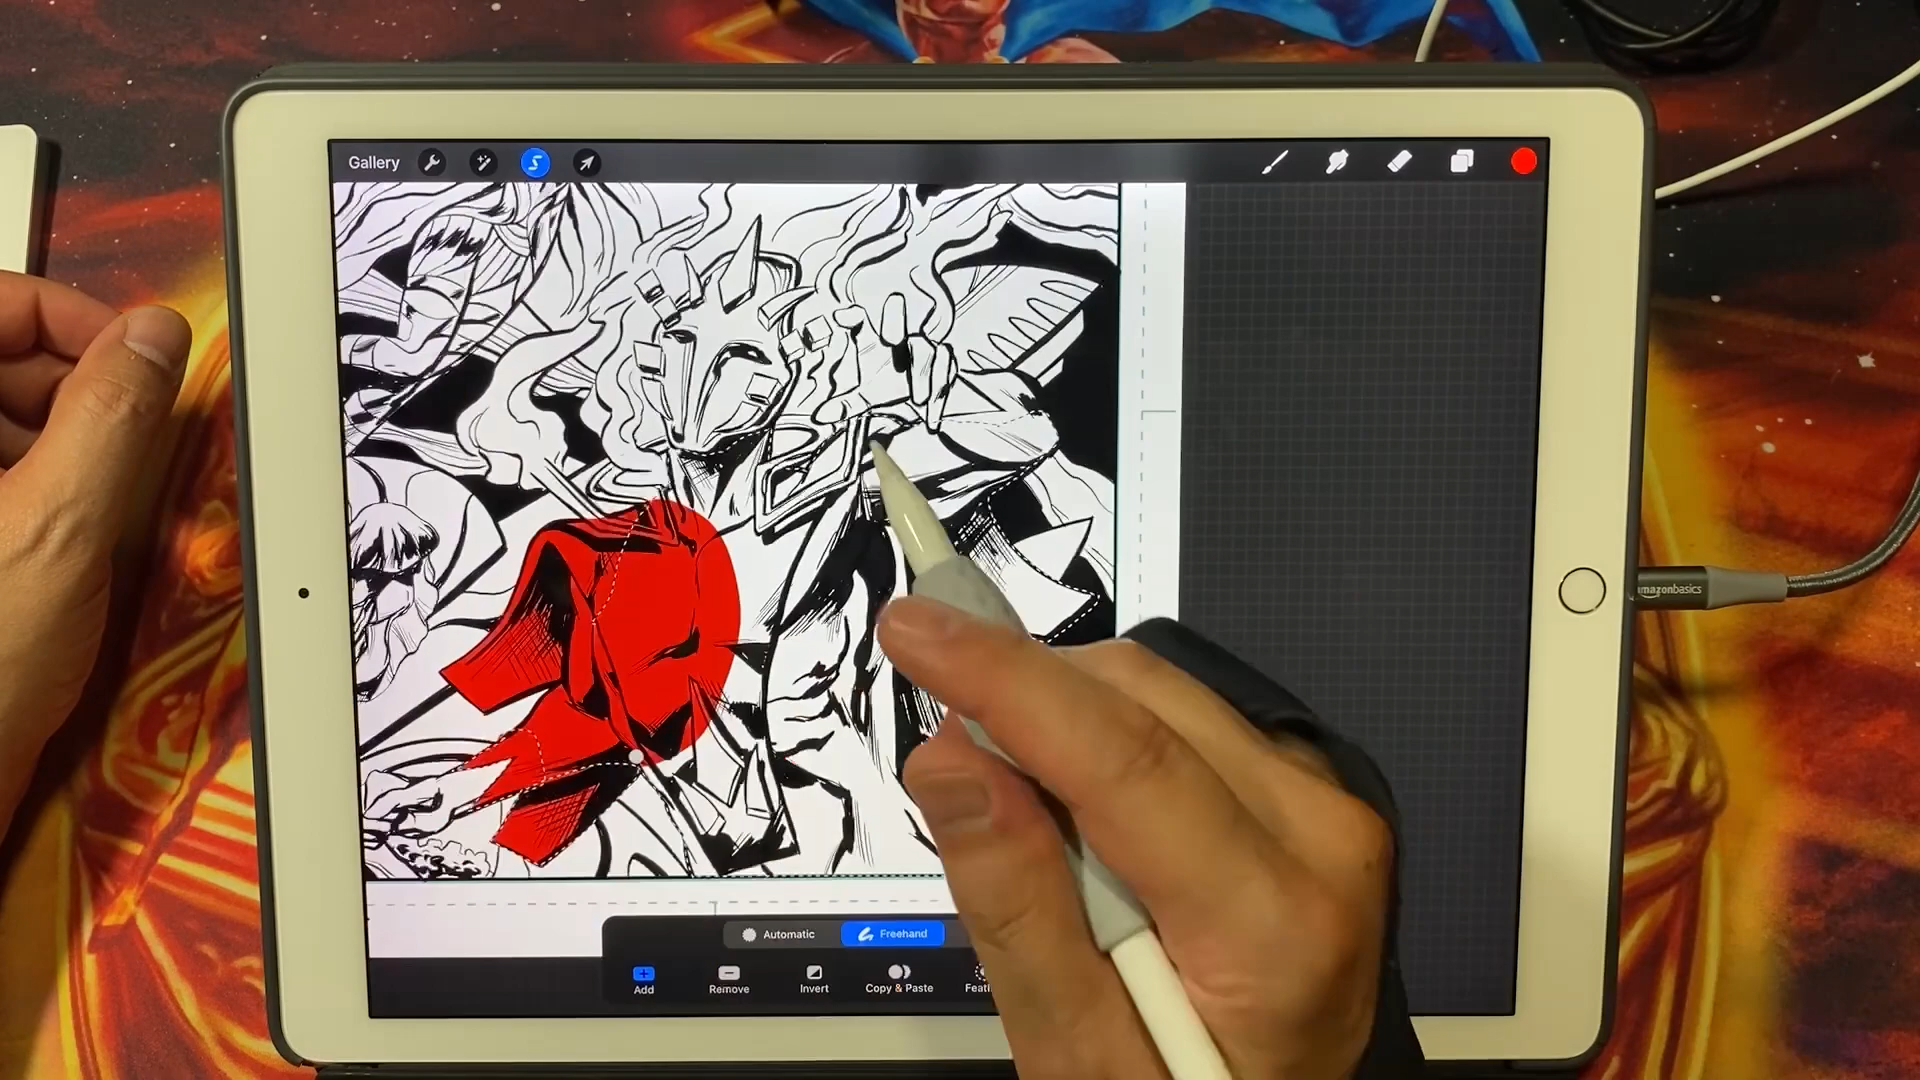 Gallery
Automatic
Freehand
Add
Remove
Invert
Copy & Paste
amazonbasics